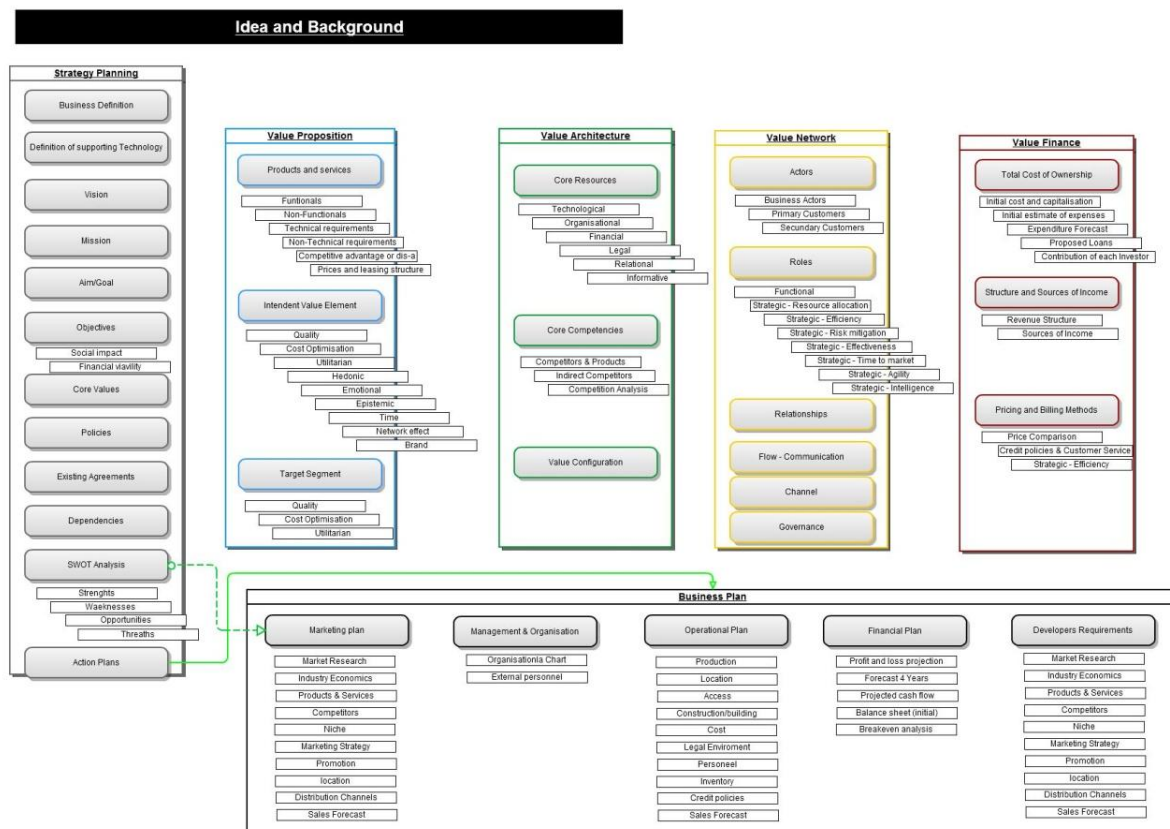 Idea and Background
Strategy Planning
Business Definition
Definition of supporting Technology
Vision
Mission
Aim/Goal
Objectives
Social impact
Financial viavility
Core Values
Policies
Existing Agreements
Dependencies
SWOT Analysis
Strenghts
Waeknesses
Opportunities
Threaths
Action Plans
Value Proposition
Products and services
Funtionals
Non-Functionals
Technical requirements
Non-Technical requirements
Competitive advantage or dis-a
Prices and leasing structure
Intendent Value Element
Quality
Cost Optimisation
Utilitarian
Hedonic
Emotional
Epistemic
Time
Network effect
Brand
Target Segment
Quality
Cost Optimisation
Utilitarian
Value Architecture
Core Resources
Technological
Organisational
Financial
Legal
Relational
Informative
Core Competencies
Competitors & Products
Indirect Competitors
Competition Analysis
Value Configuration
Value Network
Actors
Business Actors
Primary Customers
Secundary Customers
Roles
Functional
Strategic - Resource allocation
Strategic - Efficiency
Strategic - Risk mitigation
Strategic - Effectiveness
Strategic - Time to market
Strategic - Agility
Strategic - Intelligence
Relationships
Flow - Communication
Channel
Governance
Value Finance
Total Cost of Ownership
Initial cost and capitalisation
Initial estimate of expenses
Expenditure Forecast
Proposed Loans
Contribution of each Investor
Structure and Sources of Income
Revenue Structure
Sources of Income
Pricing and Billing Methods
Price Comparison
Credit policies & Customer Service
Strategic - Efficiency
Business Plan
Marketing plan
Market Research
Industry Economics
Products & Services
Competitors
Niche
Marketing Strategy
Promotion
location
Distribution Channels
Sales Forecast
Management & Organisation
Organisationla Chart
External personnel
Operational Plan
Production
Location
Access
Construction/building
Cost
Legal Enviroment
Personeel
Inventory
Credit policies
Sales Forecast
Financial Plan
Profit and loss projection
Forecast 4 Years
Projected cash flow
Balance sheet (initial)
Breakeven analysis
Developers Requirements
Market Research
Industry Economics
Products & Services
Competitors
Niche
Marketing Strategy
Promotion
location
Distribution Channels
Sales Forecast